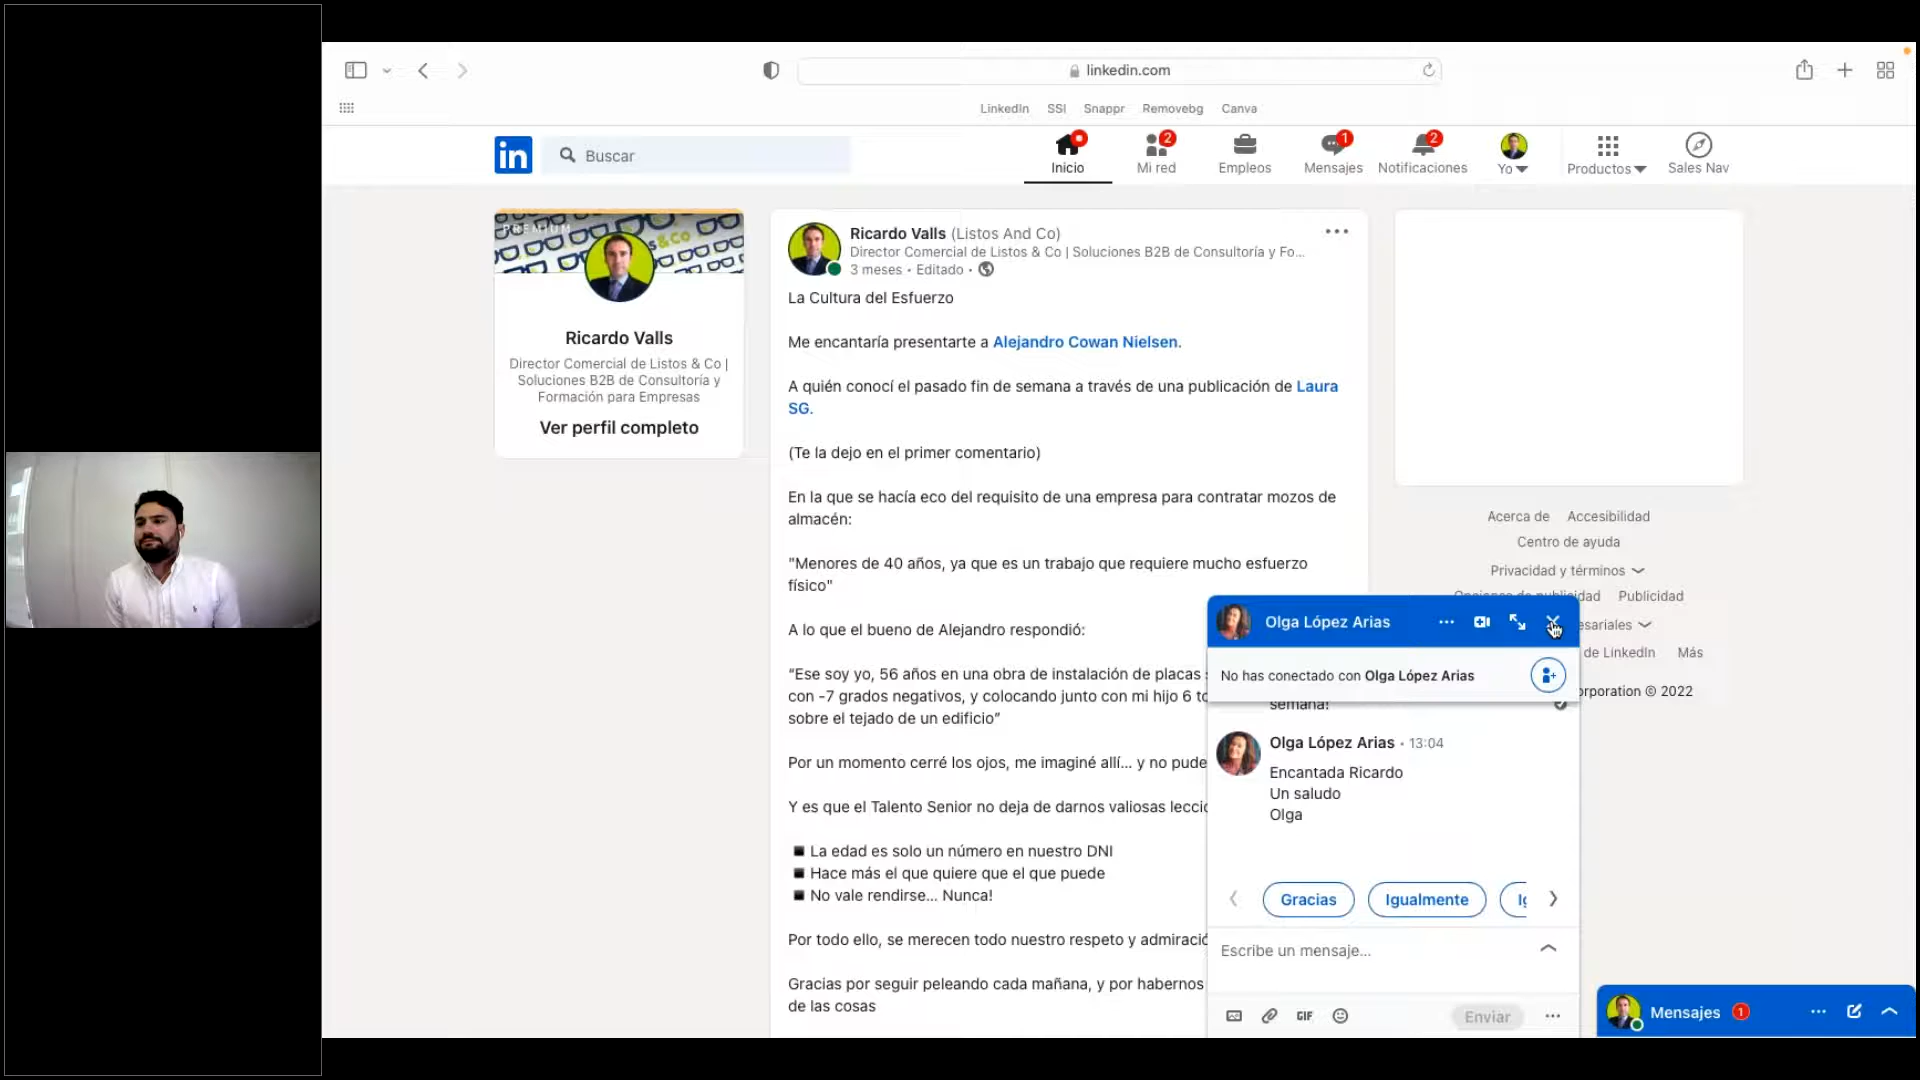 linkedin.com
LinkedIn SSI Snappr Removebg Canva
in Buscar
Inicio
2 Mi red
Empleos
1 Mensajes
2 Notificaciones
Yo
Productos
Sales Nav
PREMIUM
s&co
Ricardo Valls
Director Comercial de Listos & Co |
Soluciones B2B de Consultoría y
Formación para Empresas
Ver perfil completo
Ricardo Valls (Listos And Co)
Director Comercial de Listos & Co | Soluciones B2B de Consultoría y Fo...
3 meses • Editado •
La Cultura del Esfuerzo
Me encantaría presentarte a Alejandro Cowan Nielsen.
A quién conocí el pasado fin de semana a través de una publicación de Laura
SG.
(Te la dejo en el primer comentario)
En la que se hacía eco del requisito de una empresa para contratar mozos de
almacén:
"Menores de 40 años, ya que es un trabajo que requiere mucho esfuerzo
físico"
A lo que el bueno de Alejandro respondió:
“Ese soy yo, 56 años en una obra de instalación de placas
con -7 grados negativos, y colocando junto con mi hijo 6
sobre el tejado de un edificio”
Por un momento cerré los ojos, me imaginé allí... y no pude
Y es que el Talento Senior no deja de darnos valiosas lecci
■ La edad es solo un número en nuestro DNI
■ Hace más el que quiere que el que puede
■ No vale rendirse... Nunca!
Por todo ello, se merecen todo nuestro respeto y admiració
Gracias por seguir peleando cada mañana, y por habernos
de las cosas
Acerca de Accesibilidad
Centro de ayuda
Privacidad y términos
Opciones de publicidad Publicidad
esariales
de LinkedIn Más
orporation © 2022
Olga López Arias
No has conectado con Olga López Arias
semana!
Olga López Arias • 13:04
Encantada Ricardo
Un saludo
Olga
Gracias Igualmente
Escribe un mensaje...
GIF Enviar
Mensajes 1